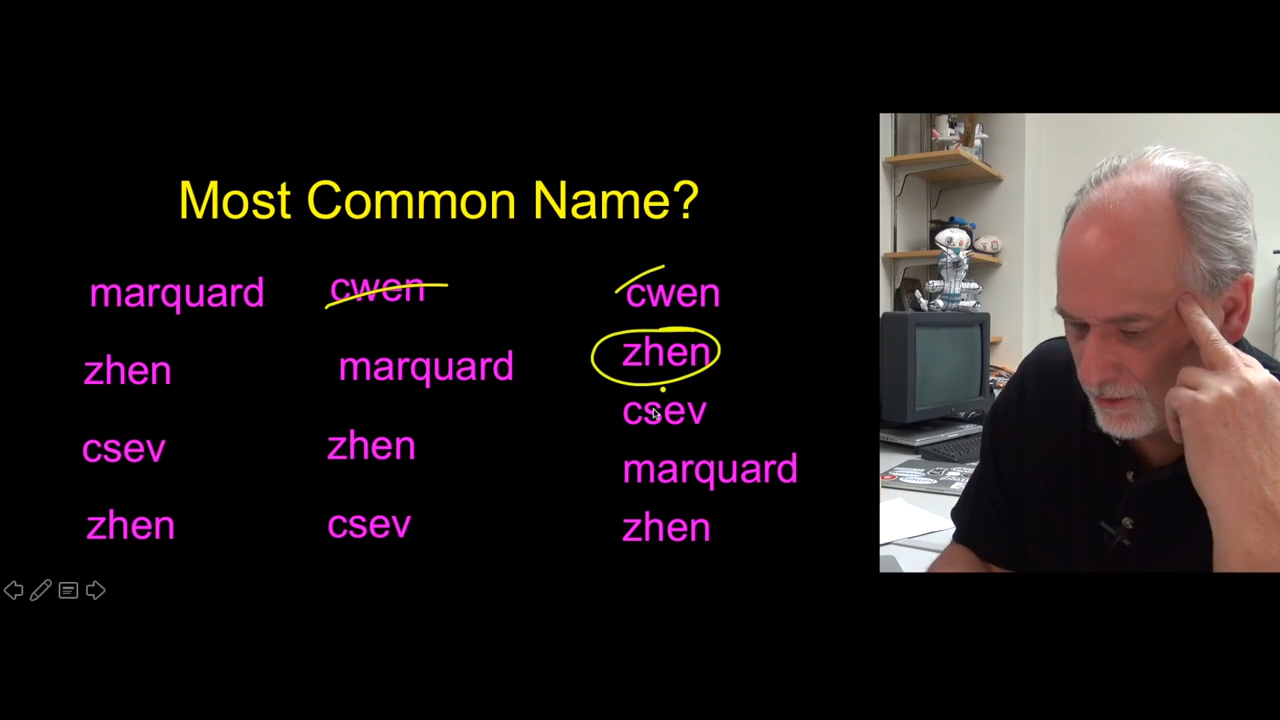 Most Common Name?
marquard cwen cwen
zhen marquard zhen
csev zhen csev
zhen csev marquard
zhen